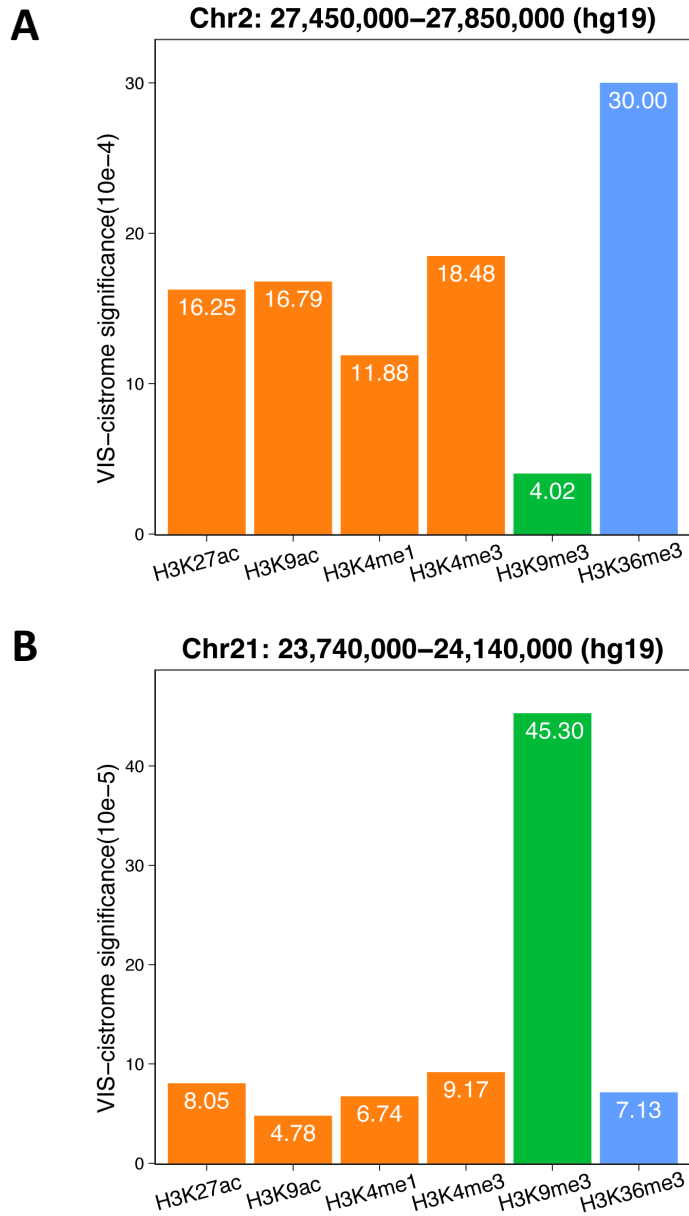 A
Chr2: 27,450,000−27,850,000 (hg19)
VIS−cistrome significance(10e−4)
30
20
10
0
16.25
16.79
11.88
18.48
4.02
30.00
H3K27ac
H3K9ac
H3K4me1
H3K4me3
H3K9me3
H3K36me3
B
Chr21: 23,740,000−24,140,000 (hg19)
VIS−cistrome significance(10e−5)
40
30
20
10
0
8.05
4.78
6.74
9.17
45.30
7.13
H3K27ac
H3K9ac
H3K4me1
H3K4me3
H3K9me3
H3K36me3